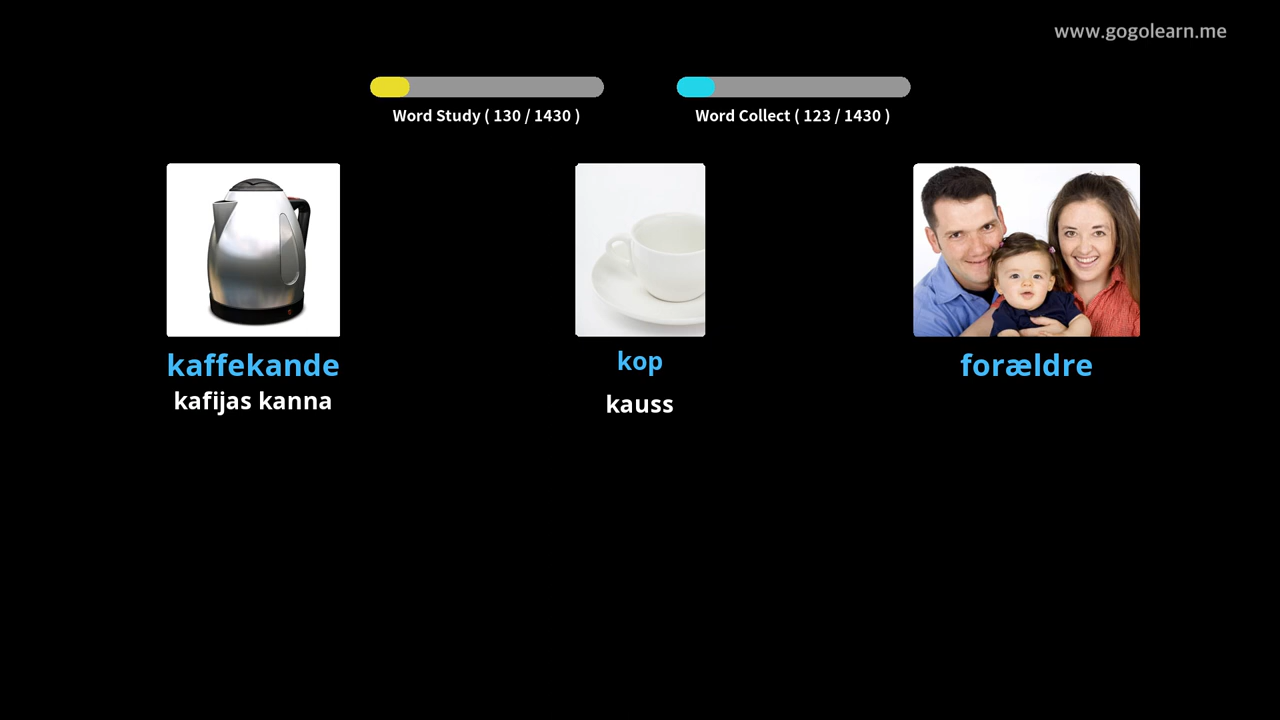 www.gogolearn.me
Word Study ( 130 / 1430 )
Word Collect ( 123 / 1430 )
kaffekande
kafijas kanna
kop
kauss
forældre